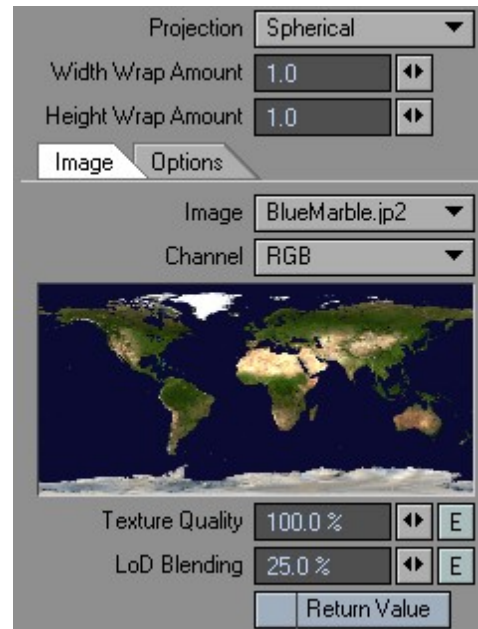 Projection Spherical
Width Wrap Amount 1.0
Height Wrap Amount 1.0
Image Options
Image BlueMarble.jp2
Channel RGB
Texture Quality 100.0 % E
LoD Blending 25.0 % E
Return Value